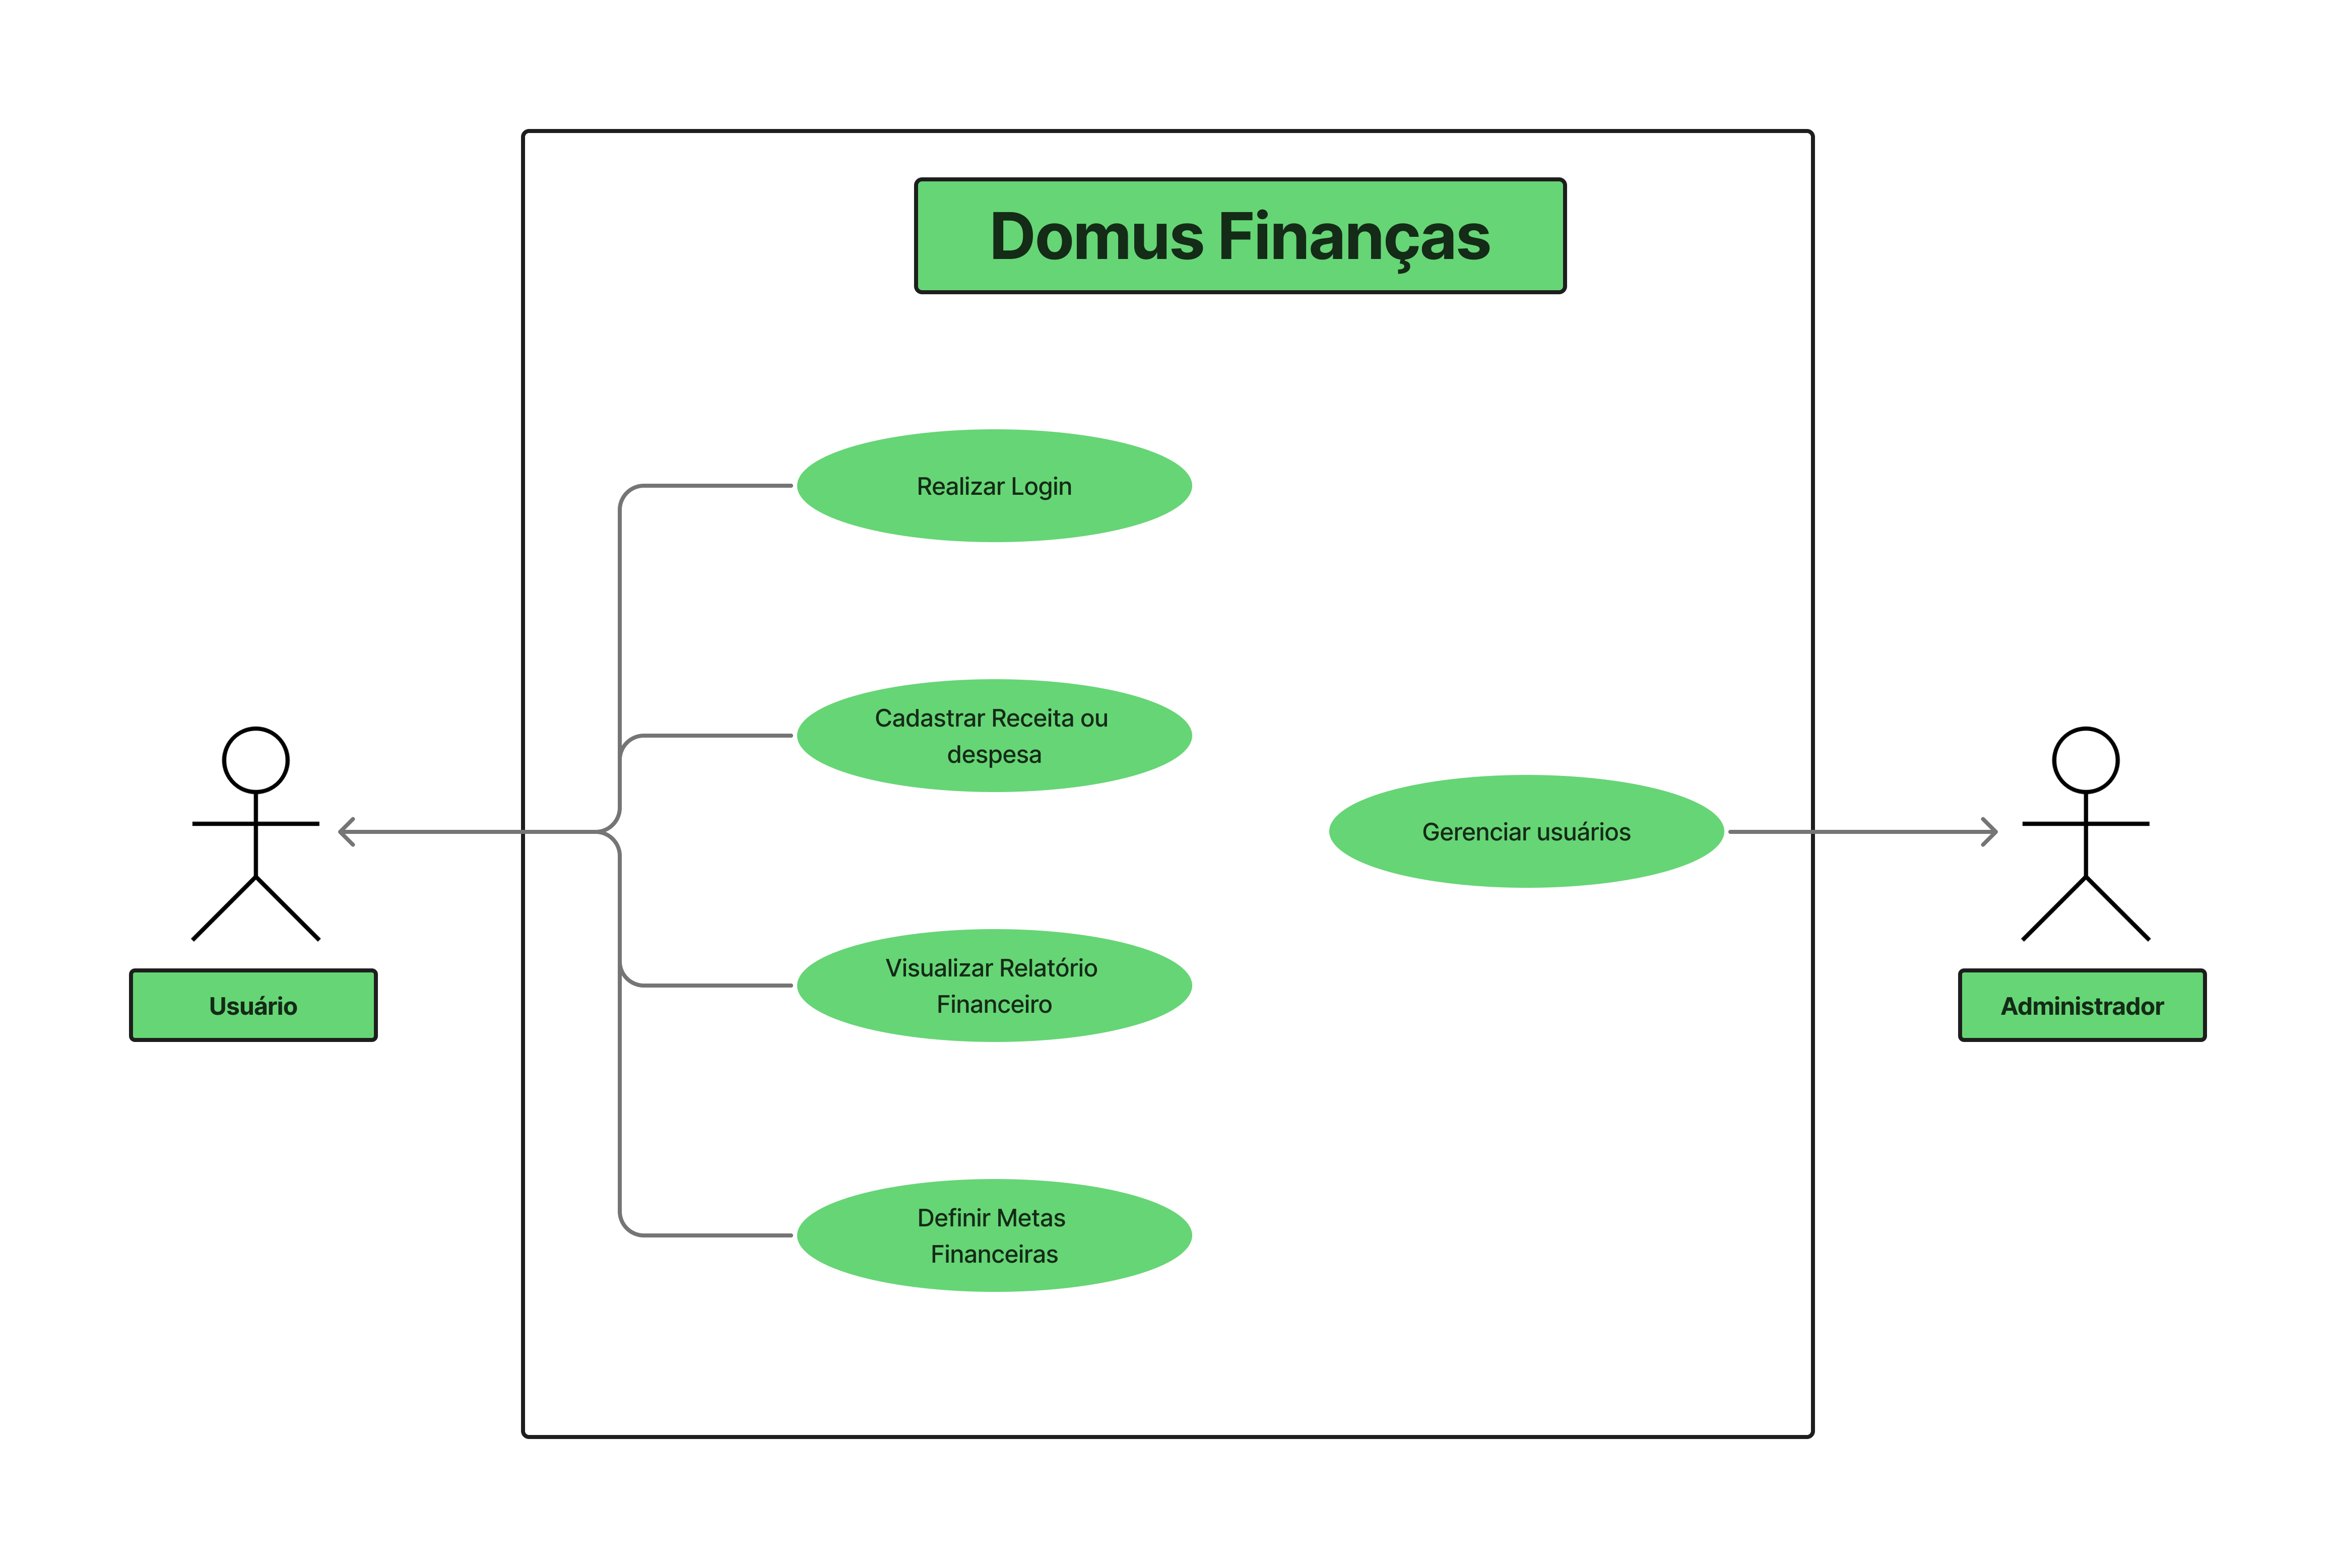 Domus Finanças
Realizar Login
Cadastrar Receita ou
despesa
Gerenciar usuários
Visualizar Relatório
Financeiro
Usuário
Administrador
Definir Metas
Financeiras